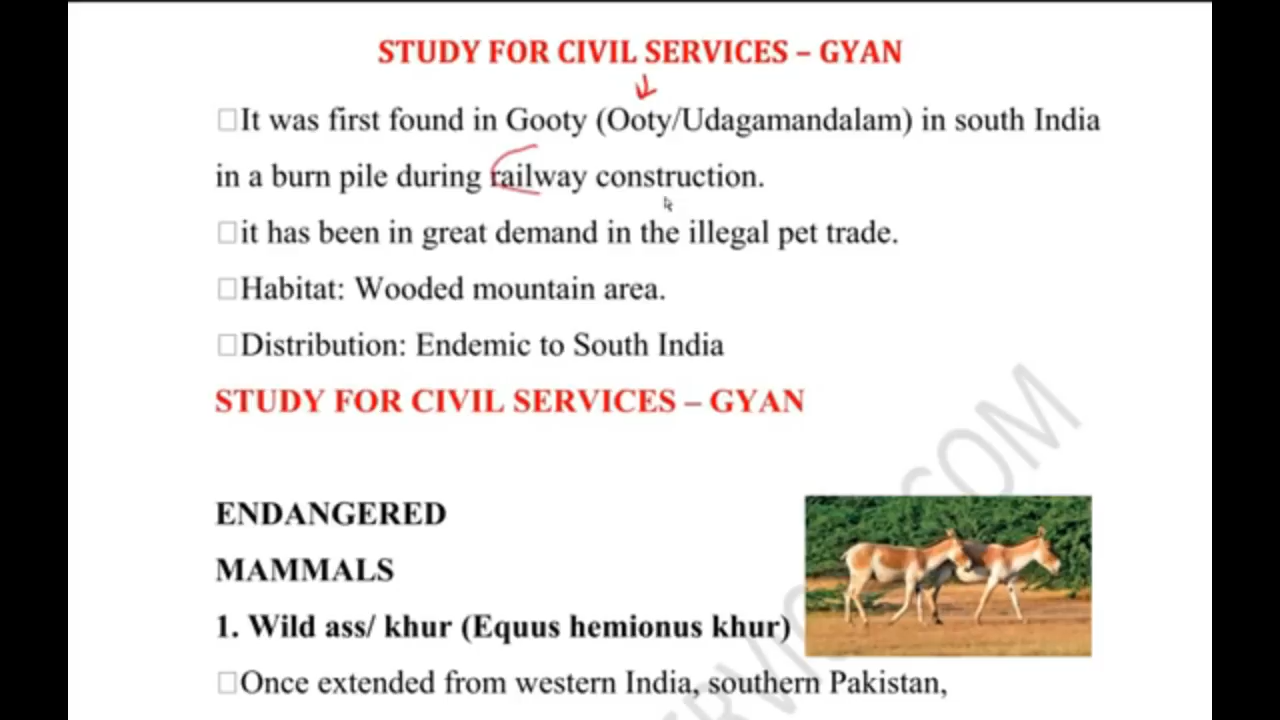 STUDY FOR CIVIL SERVICES – GYAN
It was first found in Gooty (Ooty/Udagamandalam) in south India
in a burn pile during railway construction.
it has been in great demand in the illegal pet trade.
Habitat: Wooded mountain area.
Distribution: Endemic to South India
STUDY FOR CIVIL SERVICES – GYAN
ENDANGERED
MAMMALS
1. Wild ass/ khur (Equus hemionus khur)
Once extended from western India, southern Pakistan,